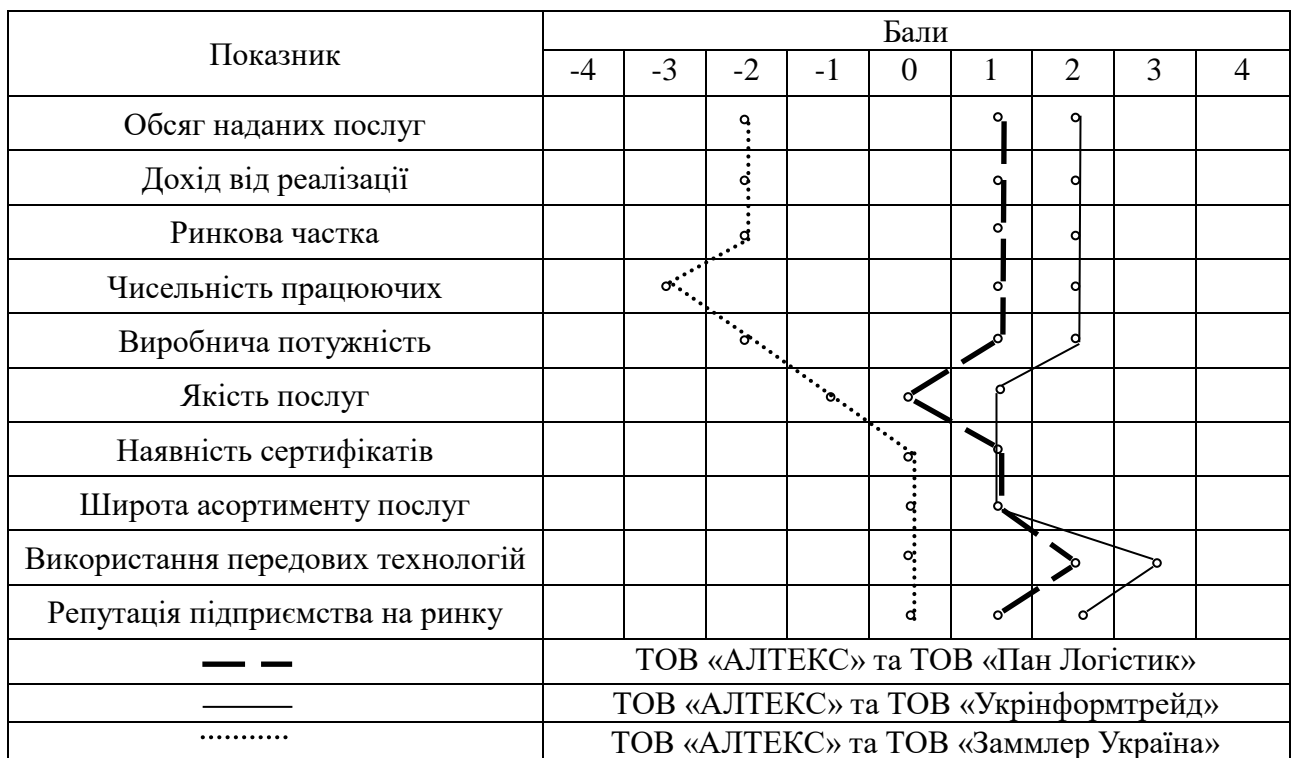 Показник
Бали
-4 -3 -2 -1 0 1 2 3 4
Обсяг наданих послуг
Дохід від реалізації
Ринкова частка
Чисельність працюючих
Виробнича потужність
Якість послуг
Наявність сертифікатів
Широта асортименту послуг
Використання передових технологій
Репутація підприємства на ринку
ТОВ «АЛТЕКС» та ТОВ «Пан Логістик»
ТОВ «АЛТЕКС» та ТОВ «Укрінформтрейд»
ТОВ «АЛТЕКС» та ТОВ «Заммлер Україна»